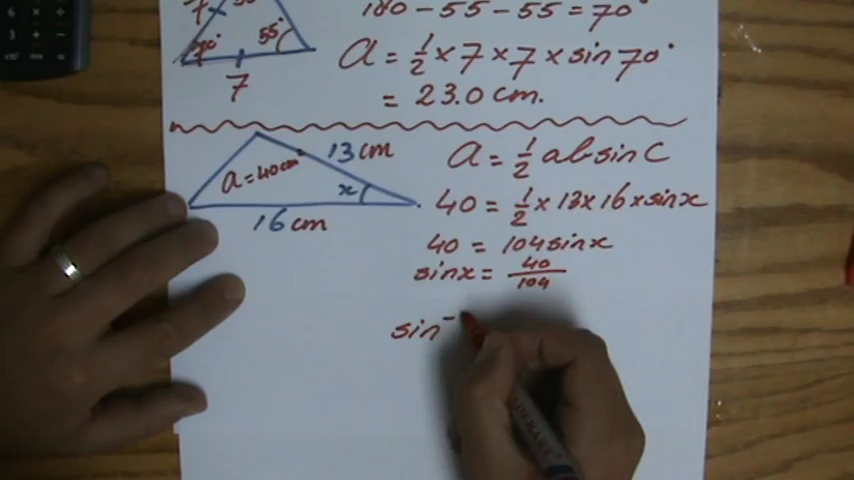 7
55°
70°
7
180 - 55 - 55 = 70°
a = 1/2 × 7 × 7 × sin 70°
= 23.0 cm.
13 cm
a = 40 cm
x
16 cm
a = 1/2 ab sin C
40 = 1/2 × 13 × 16 × sin x
40 = 104 sin x
sin x = 40/104
sin⁻